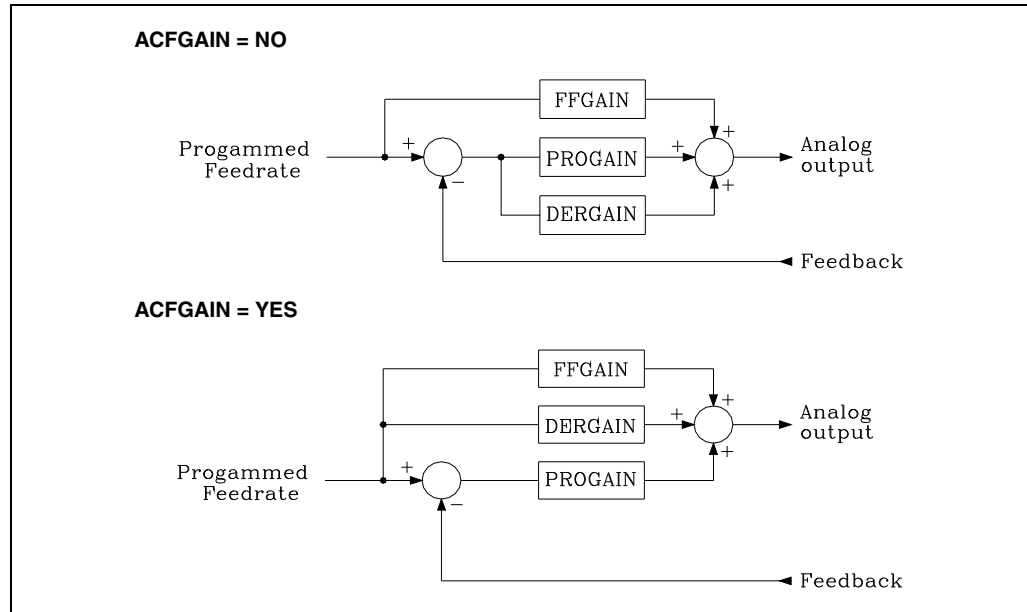 ACFGAIN = NO
FFGAIN
+
Progammed
Feedrate
+
−
PROGAIN
+
+
Analog
output
DERGAIN
+
Feedback
ACFGAIN = YES
FFGAIN
+
DERGAIN
+
Analog
output
+
Progammed
Feedrate
+
−
PROGAIN
Feedback